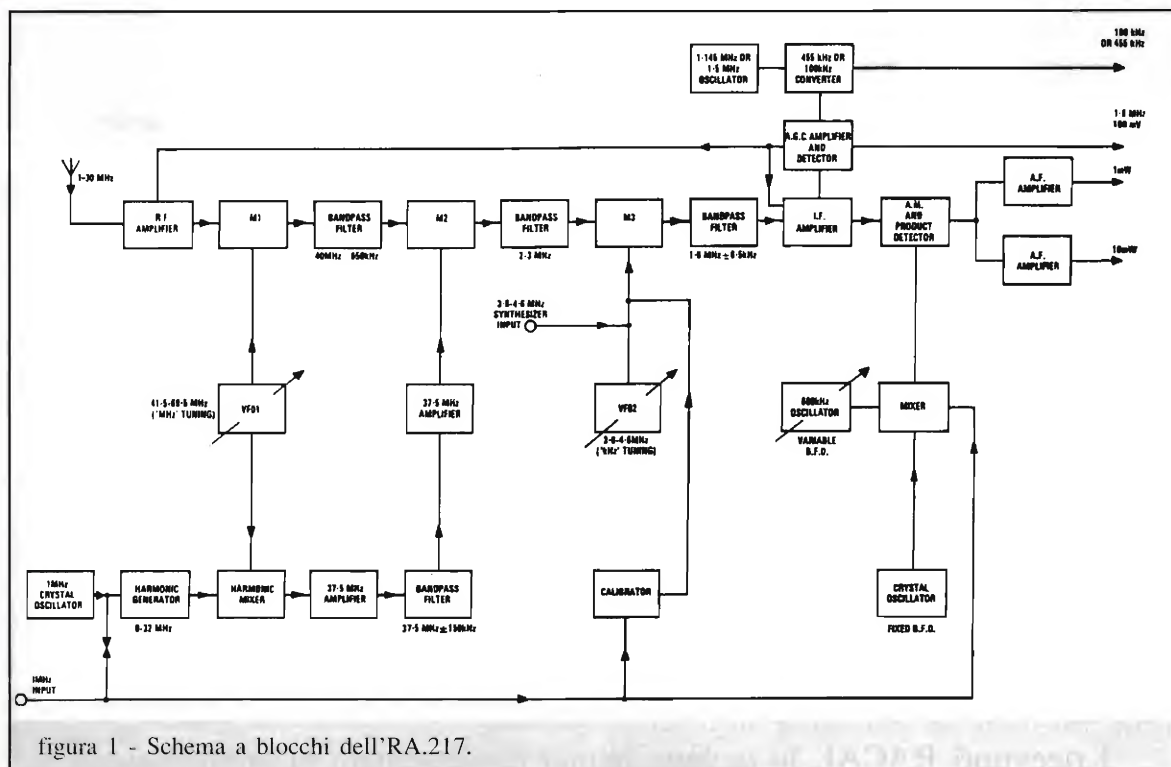 100 kHz
OR 455 kHz
1·145 MHz OR
1·5 MHz
OSCILLATOR
455 kHz OR
100kHz
CONVERTER
1·6 MHz
100 mV
A.G.C AMPLIFIER
AND
DETECTOR
1-30 MHz
1mW
A.F.
AMPLIFIER
R.F
AMPLIFIER
M1
BANDPASS
FILTER
M2
BANDPASS
FILTER
M3
BANDPASS
FILTER
I.F.
AMPLIFIER
A.M.
AND
PRODUCT
DETECTOR
40MHz 650kHz
2-3 MHz
1·6 MHz ± 6·5kHz
10mW
A.F.
AMPLIFIER
3·6-4·6 MHz
SYNTHESIZER
INPUT
41·5-69·5 MHz
('MHz' TUNING)
VFO1
37·5 MHz
AMPLIFIER
VFO2
3·6-4·6MHz
('kHz' TUNING)
600kHz
OSCILLATOR
VARIABLE
B.F.O.
MIXER
1MHz
CRYSTAL
OSCILLATOR
HARMONIC
GENERATOR
HARMONIC
MIXER
37·5 MHz
AMPLIFIER
BANDPASS
FILTER
CALIBRATOR
CRYSTAL
OSCILLATOR
-32 MHz
37·5 MHz ± 150kHz
FIXED B.F.O.
1MHz
INPUT
figura 1 - Schema a blocchi dell'RA.217.